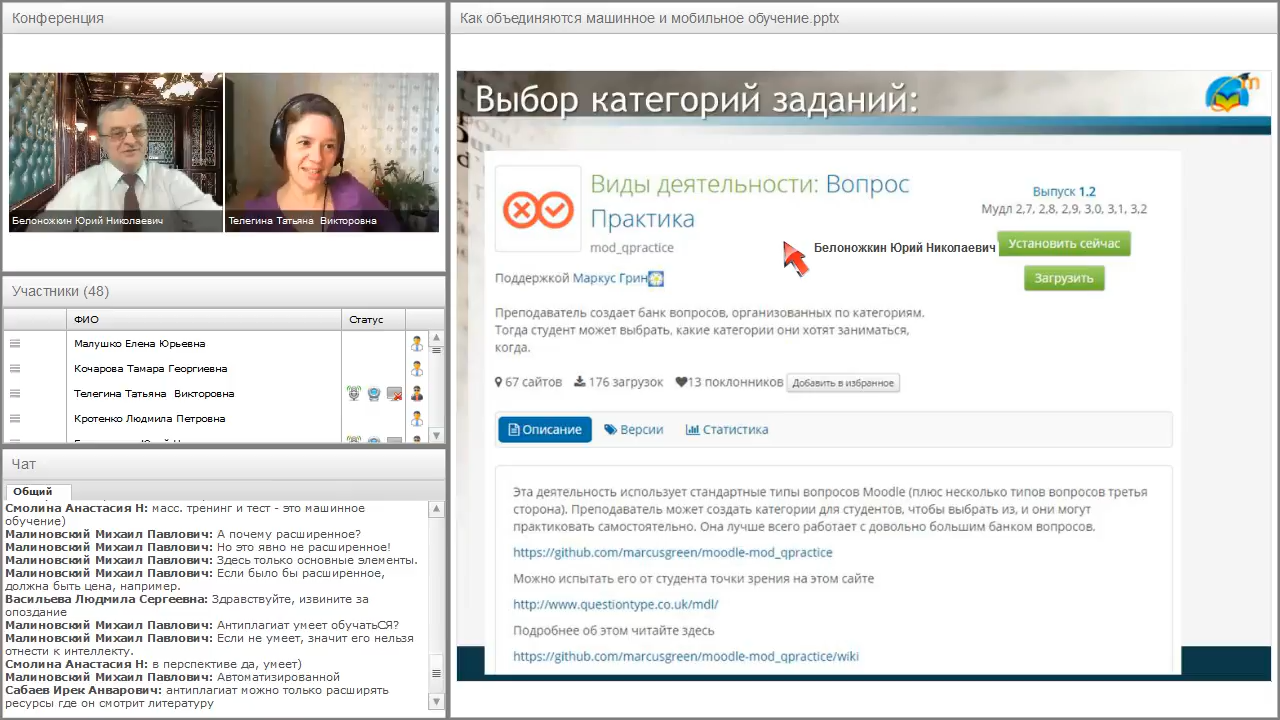 Конференция
Белоножкин Юрий Николаевич
Телегина Татьяна Викторовна
Участники (48)
ФИО
Статус
Малушко Елена Юрьевна
Кочарова Тамара Георгиевна
Телегина Татьяна Викторовна
Кротенко Людмила Петровна
Чат
Общий
Смолина Анастасия Н: масс. тренинг и тест - это машинное
обучение)
Малиновский Михаил Павлович: А почему расширенное?
Малиновский Михаил Павлович: Но это явно не расширенное!
Малиновский Михаил Павлович: Здесь только основные элементы.
Малиновский Михаил Павлович: Если было бы расширенное,
должна быть цена, например.
Васильева Людмила Сергеевна: Здравствуйте, извините за
опоздание
Малиновский Михаил Павлович: Антиплагиат умеет обучатьСЯ?
Малиновский Михаил Павлович: Если не умеет, значит его нельзя
отнести к интеллекту.
Смолина Анастасия Н: в перспективе да, умеет)
Малиновский Михаил Павлович: Автоматизированной
Сабаев Ирек Анварович: антиплагиат можно только расширять
ресурсы где он смотрит литературу
Как объединяются машинное и мобильное обучение.pptx
Выбор категорий заданий:
Виды деятельности: Вопрос
Практика
mod_qpractice
Выпуск 1.2
Мудл 2,7, 2,8, 2,9, 3.0, 3,1, 3,2
Белоножкин Юрий Николаевич
Установить сейчас
Загрузить
Поддержкой Маркус Грин
Преподаватель создает банк вопросов, организованных по категориям.
Тогда студент может выбрать, какие категории они хотят заниматься,
когда.
67 сайтов 176 загрузок 13 поклонников Добавить в избранное
Описание Версии Статистика
Эта деятельность использует стандартные типы вопросов Moodle (плюс несколько типов вопросов третья
сторона). Преподаватель может создать категории для студентов, чтобы выбрать из, и они могут
практиковать самостоятельно. Она лучше всего работает с довольно большим банком вопросов.
https://github.com/marcusgreen/moodle-mod_qpractice
Можно испытать его от студента точки зрения на этом сайте
http://www.questiontype.co.uk/mdl/
Подробнее об этом читайте здесь
https://github.com/marcusgreen/moodle-mod_qpractice/wiki